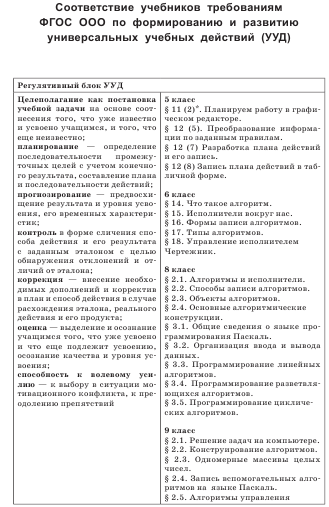 Соответствие учебников требованиям
ФГОС ООО по формированию и развитию
универсальных учебных действий (УУД)
Регулятивный блок УУД
Целеполагание как постановка
учебной задачи на основе соот-
несения того, что уже известно
и усвоено учащимся, и того, что
еще неизвестно;
планирование — определение
последовательности промежу-
точных целей с учетом конечно-
го результата, составление плана
и последовательности действий;
прогнозирование — предвосхи-
щение результата и уровня усво-
ения, его временных характери-
стик;
контроль в форме сличения спо-
соба действия и его результата
с заданным эталоном с целью
обнаружения отклонений и от-
личий от эталона;
коррекция — внесение необхо-
димых дополнений и корректив
в план и способ действия в случае
расхождения эталона, реального
действия и его продукта;
оценка — выделение и осознание
учащимся того, что уже усвоено
и что еще подлежит усвоению,
осознание качества и уровня ус-
воения;
способность к волевому уси-
лию — к выбору в ситуации мо-
тивационного конфликта, к пре-
одолению препятствий
5 класс
§ 11 (2)*. Планируем работу в графи-
ческом редакторе.
§ 12 (5). Преобразование информа-
ции по заданным правилам.
§ 12 (7) Разработка плана действий
и его запись.
§ 12 (8) Запись плана действий в таб-
личной форме.
6 класс
§ 14. Что такое алгоритм.
§ 15. Исполнители вокруг нас.
§ 16. Формы записи алгоритмов.
§ 17. Типы алгоритмов.
§ 18. Управление исполнителем
Чертежник.
8 класс
§ 2.1. Алгоритмы и исполнители.
§ 2.2. Способы записи алгоритмов.
§ 2.3. Объекты алгоритмов.
§ 2.4. Основные алгоритмические
конструкции.
§ 3.1. Общие сведения о языке про-
граммирования Паскаль.
§ 3.2. Организация ввода и вывода
данных.
§ 3.3. Программирование линейных
алгоритмов.
§ 3.4. Программирование разветвля-
ющихся алгоритмов.
§ 3.5. Программирование цикличе-
ских алгоритмов.
9 класс
§ 2.1. Решение задач на компьютере.
§ 2.2. Конструирование алгоритмов.
§ 2.3. Одномерные массивы целых
чисел.
§ 2.4. Запись вспомогательных алго-
ритмов на языке Паскаль.
§ 2.5. Алгоритмы управления